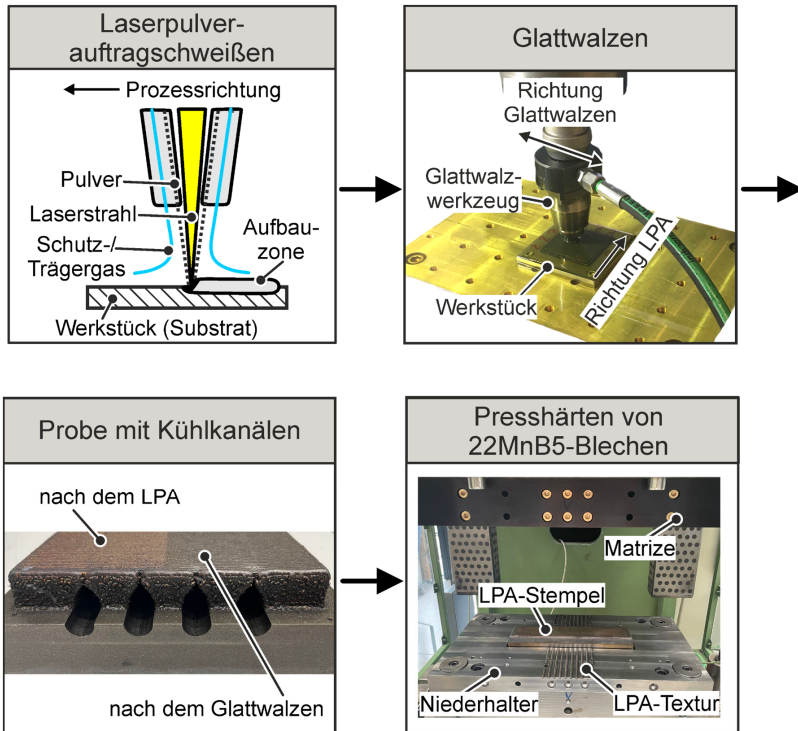 Laserpulver-
auftragschweißen
Prozessrichtung
Pulver
Laserstrahl
Schutz-/
Trägergas
Aufbau-
zone
Werkstück (Substrat)
Glattwalzen
Richtung
Glattwalzen
Glattwalz-
werkzeug
Richtung LPA
Werkstück
Probe mit Kühlkanälen
nach dem LPA
nach dem Glattwalzen
Presshärten von
22MnB5-Blechen
Matrize
LPA-Stempel
Niederhalter
LPA-Textur